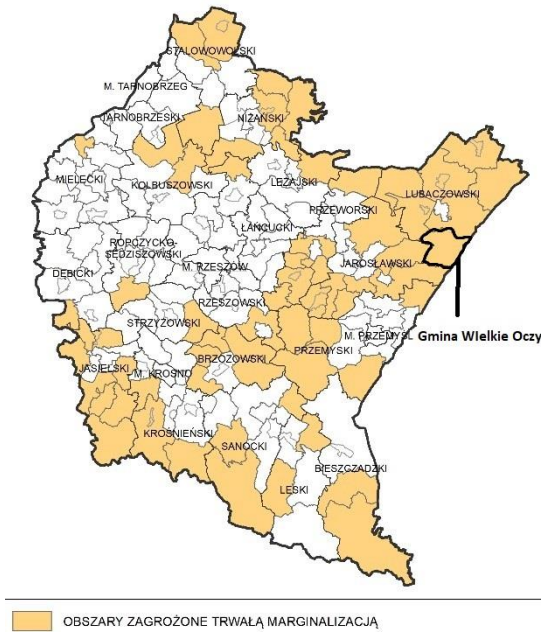 STALOWOWOLSKI
M. TARNOBRZEG
TARNOBRZESKI
NIŻAŃSKI
MIELECKI
KOLBUSZOWSKI
LEŻAJSKI
LUBACZOWSKI
PRZEWORSKI
ŁAŃCUCKI
ROPCZYCKO-
SĘDZISZOWSKI
M. RZESZÓW
JAROSŁAWSKI
DĘBICKI
RZESZOWSKI
STRZYŻOWSKI
M. PRZEMYŚL
Gmina WIelkie Oczy
PRZEMYSKI
BRZOZOWSKI
JASIELSKI
M. KROSNO
KROŚNIEŃSKI
SANOCKI
BIESZCZADZKI
LESKI
OBSZARY ZAGROŻONE TRWAŁĄ MARGINALIZACJĄ